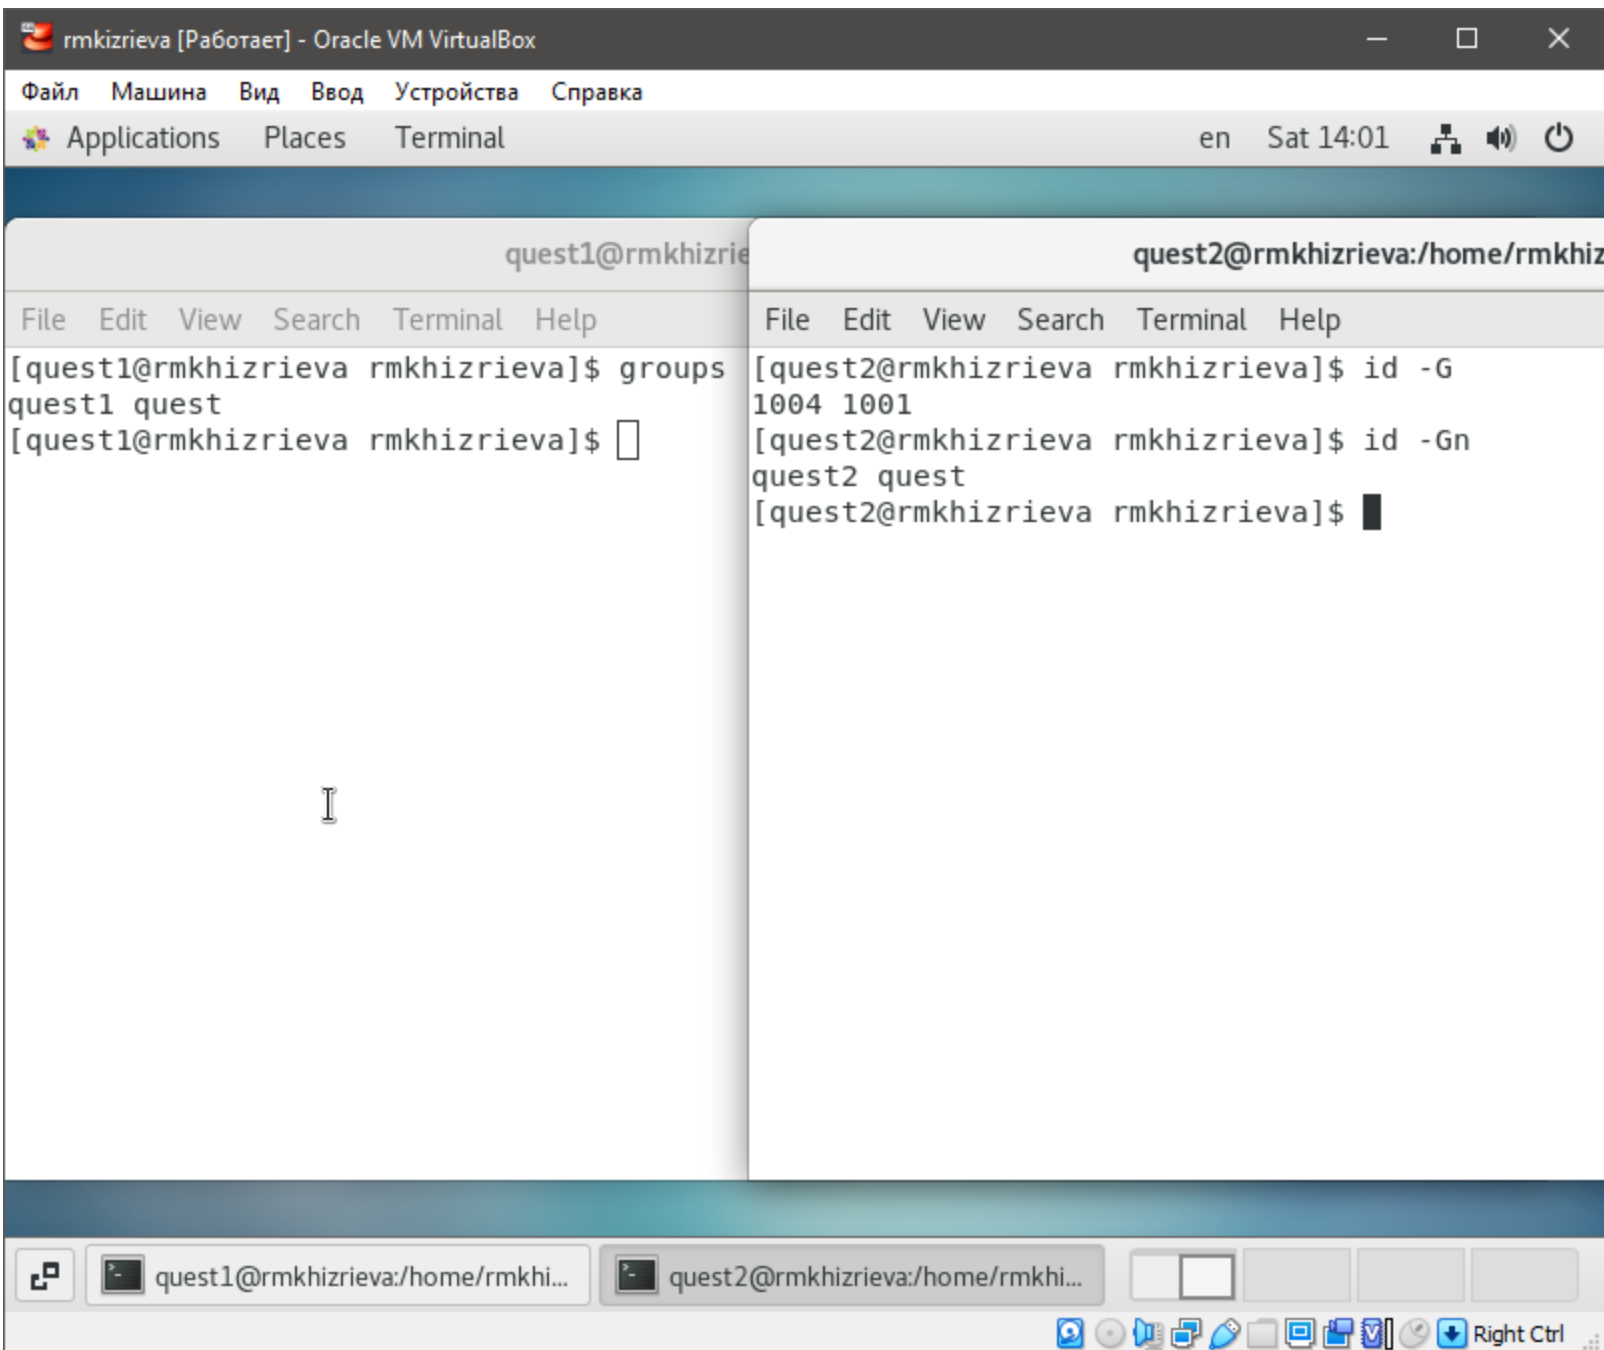 rmkizrieva [Работает] - Oracle VM VirtualBox
Файл Машина Вид Ввод Устройства Справка
Applications Places Terminal en Sat 14:01
quest1@rmkhizrie
File Edit View Search Terminal Help
[quest1@rmkhizrieva rmkhizrieva]$ groups
quest1 quest
[quest1@rmkhizrieva rmkhizrieva]$
quest2@rmkhizrieva:/home/rmkhiz
File Edit View Search Terminal Help
[quest2@rmkhizrieva rmkhizrieva]$ id -G
1004 1001
[quest2@rmkhizrieva rmkhizrieva]$ id -Gn
quest2 quest
[quest2@rmkhizrieva rmkhizrieva]$
quest1@rmkhizrieva:/home/rmkhi... quest2@rmkhizrieva:/home/rmkhi...
Right Ctrl